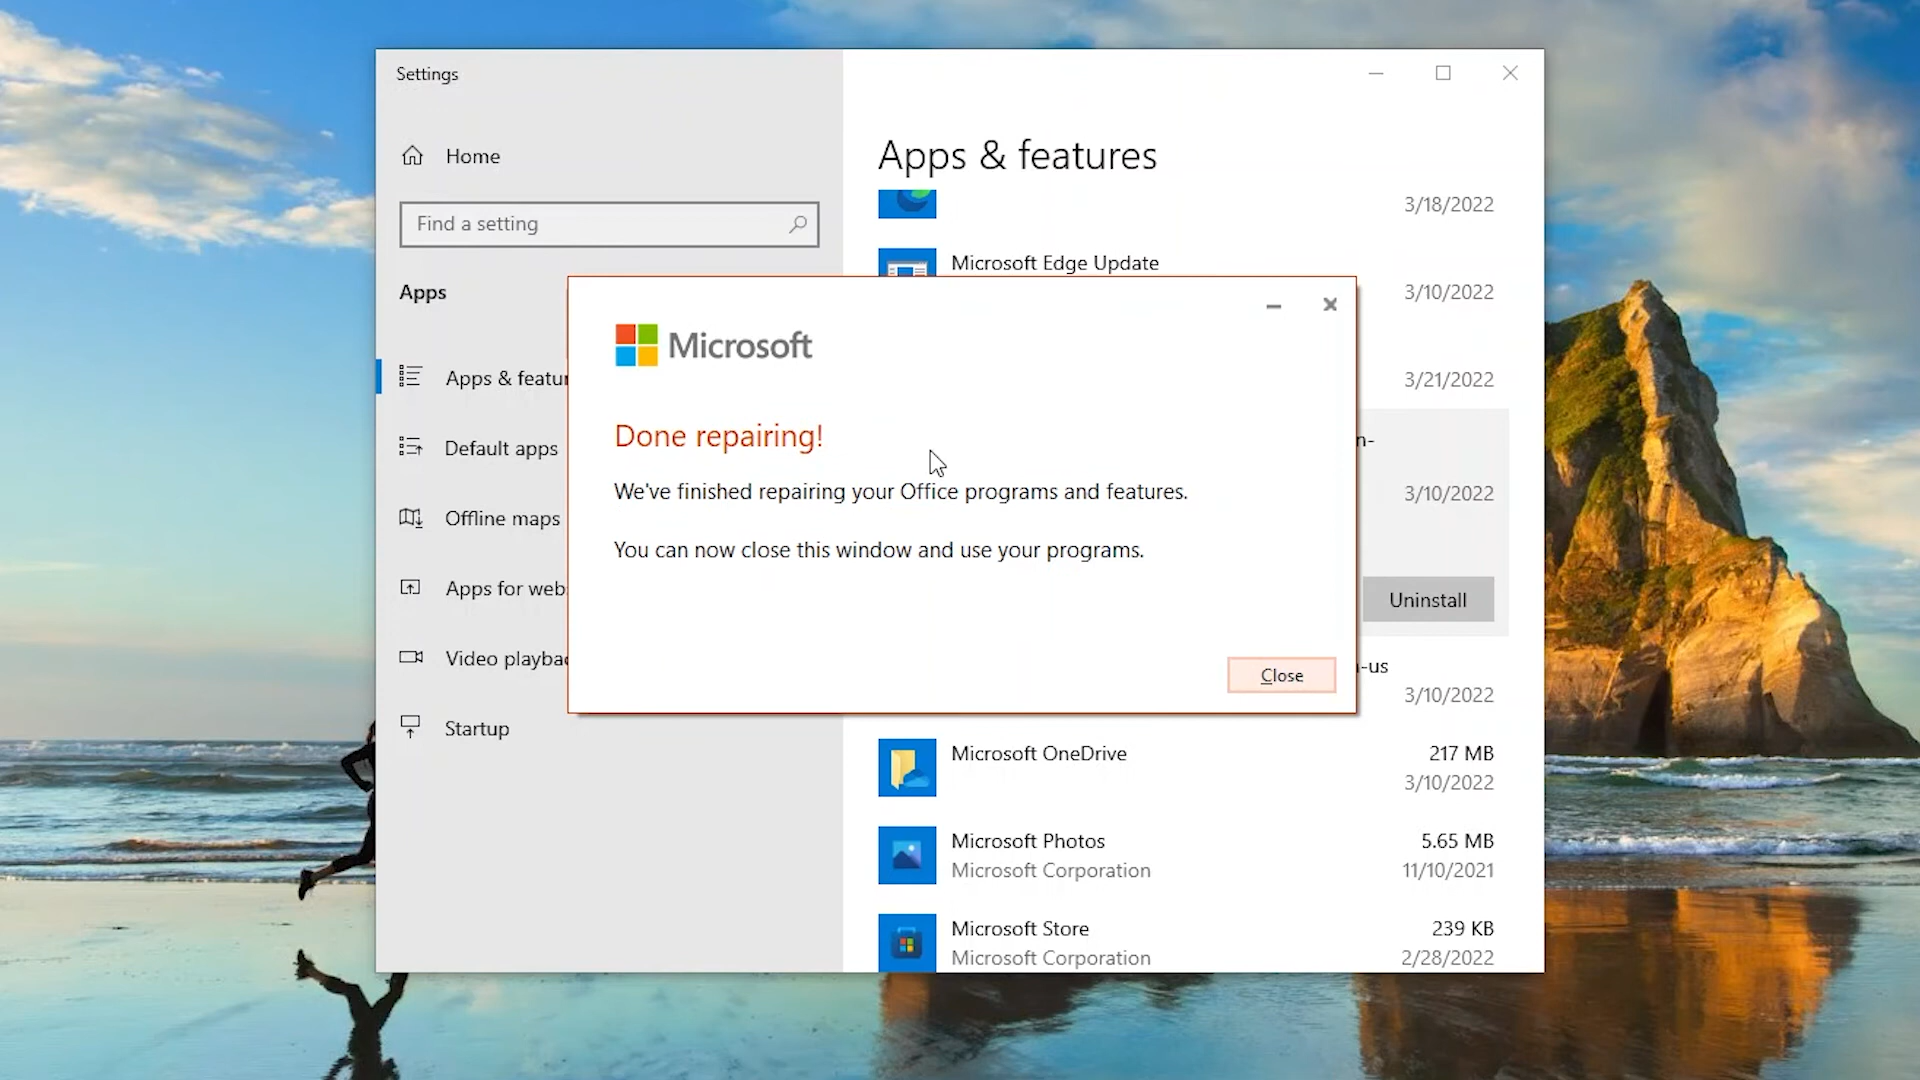 Settings
Home
Find a setting
Apps
Apps & featur
Default apps
Offline maps
Apps for web
Video playba
Startup
Apps & features
3/18/2022
Microsoft Edge Update
3/10/2022
3/21/2022
n-
3/10/2022
Uninstall
-us
3/10/2022
Microsoft OneDrive
217 MB
3/10/2022
Microsoft Photos
5.65 MB
Microsoft Corporation
11/10/2021
Microsoft Store
239 KB
Microsoft Corporation
2/28/2022
Microsoft
Done repairing!
We've finished repairing your Office programs and features.
You can now close this window and use your programs.
Close